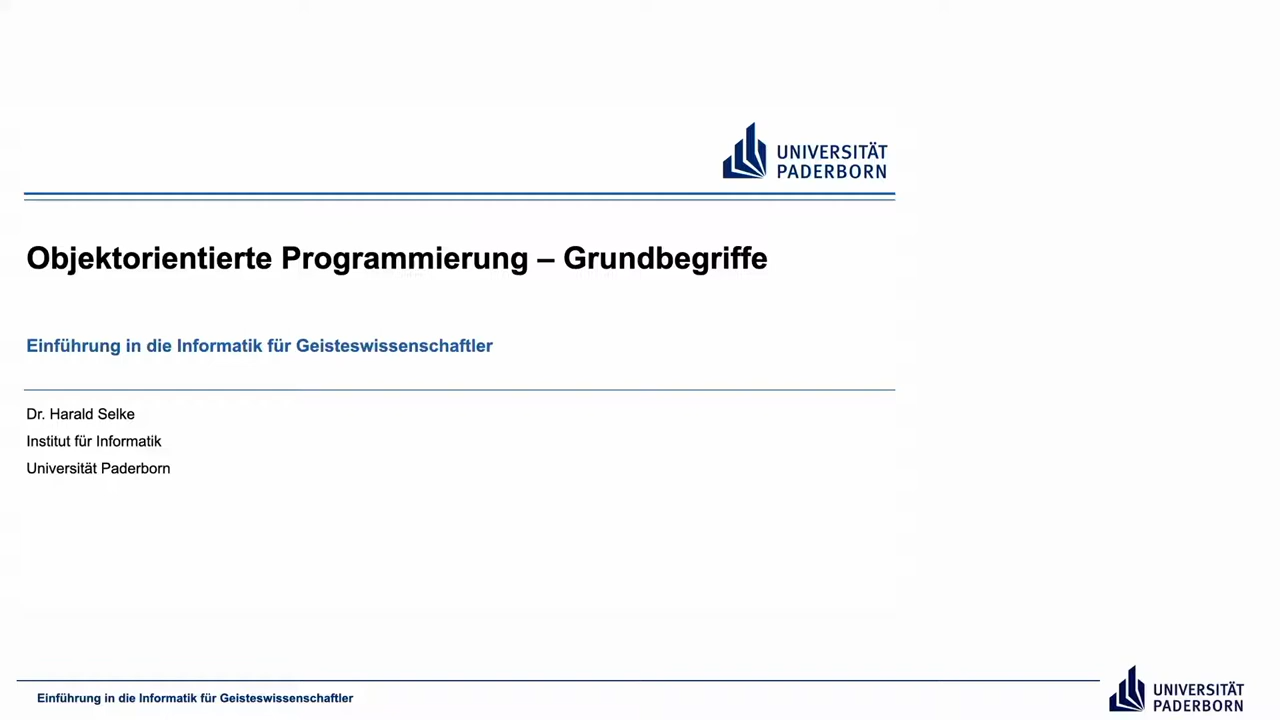 UNIVERSITÄT
PADERBORN
Objektorientierte Programmierung – Grundbegriffe
Einführung in die Informatik für Geisteswissenschaftler
Dr. Harald Selke
Institut für Informatik
Universität Paderborn
Einführung in die Informatik für Geisteswissenschaftler
UNIVERSITÄT
PADERBORN